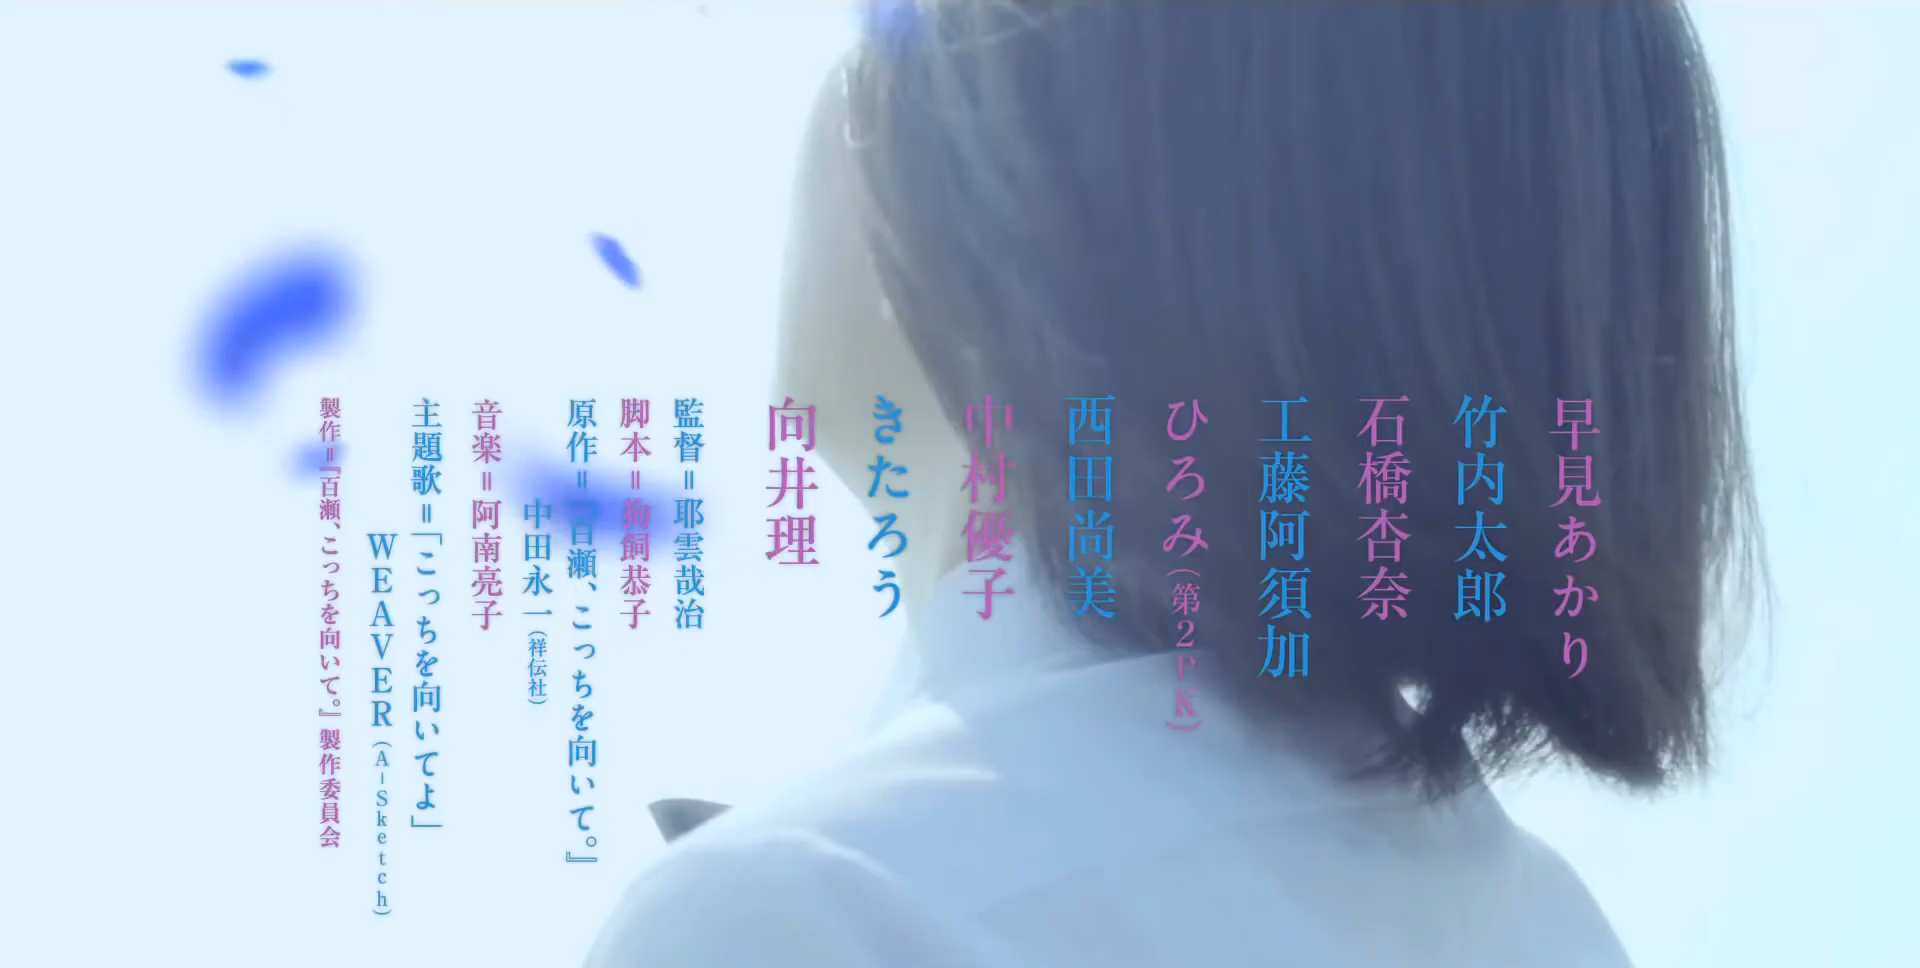 早見あかり
竹内太郎
石橋杏奈
工藤阿須加
ひろみ（第2PK）
西田尚美
中村優子
きたろう
向井理
監督＝耶雲哉治
脚本＝狗飼恭子
原作＝『百瀬、こっちを向いて。』
中田永一（祥伝社）
音楽＝阿南亮子
主題歌＝「こっちを向いてよ」
WEAVER（A-Sketch）
製作＝『百瀬、こっちを向いて。』製作委員会